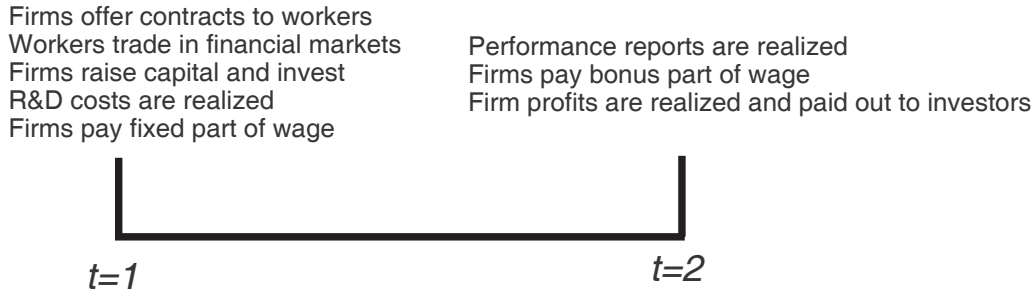 Firms offer contracts to workers
Workers trade in financial markets
Firms raise capital and invest
R&D costs are realized
Firms pay fixed part of wage
Performance reports are realized
Firms pay bonus part of wage
Firm profits are realized and paid out to investors
t=1
t=2